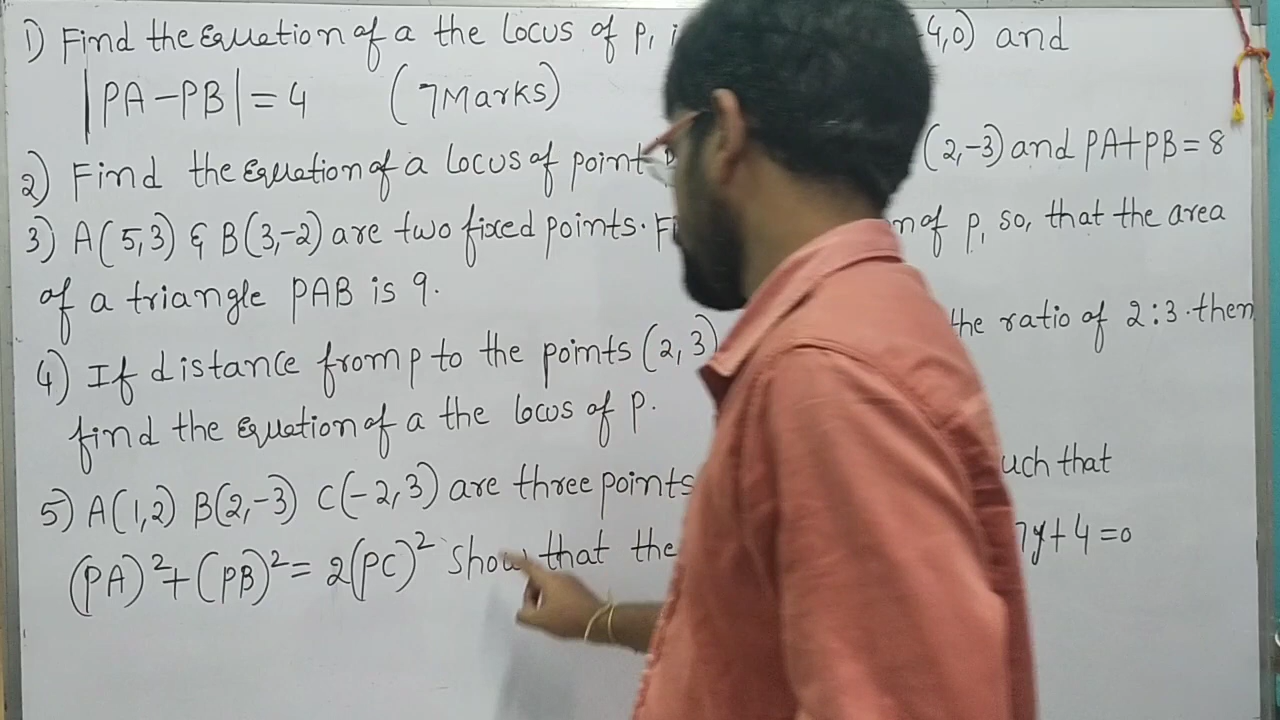 1) Find the Equation of a the Locus of P, i 4,0) and
|PA-PB|=4 (7Marks)
2) Find the Equation of a Locus of point P (2,-3) and PA+PB=8
3) A(5,3) & B(3,-2) are two fixed points. Fi of P, so, that the area
of a triangle PAB is 9.
4) If distance from p to the points (2,3) the ratio of 2:3. then
find the Equation of a the locus of P.
5) A(1,2) B(2,-3) C(-2,3) are three points uch that
(PA)²+(PB)²=2(PC)² Show that the 7y+4=0